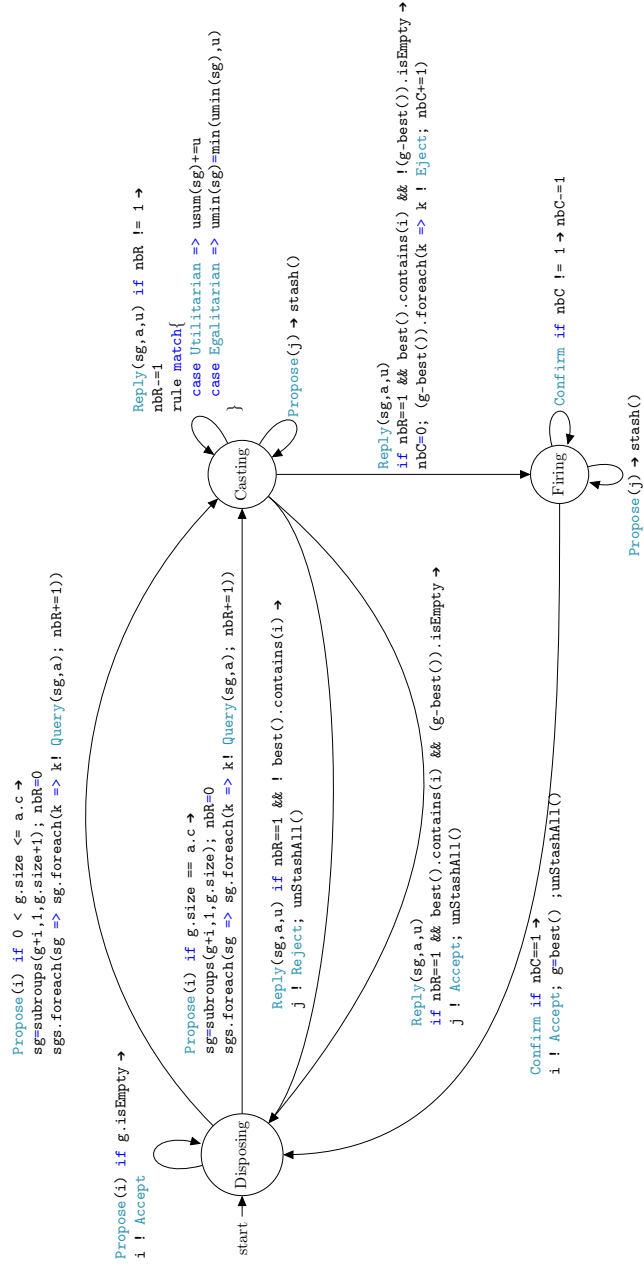 Propose(i) if g.isEmpty →
i ! Accept
Propose(i) if 0 < g.size <= a.c →
sg=subroups(g+i,1,g.size+1); nbR=0
sgs.foreach(sg => sg.foreach(k => k! Query(sg,a); nbR+=1))
Reply(sg,a,u) if nbR != 1 →
nbR-=1
rule match{
case Utilitarian => usum(sg)+=u
case Egalitarian => umin(sg)=min(umin(sg),u)
}
start
Disposing
Propose(i) if g.size == a.c →
sg=subroups(g+i,1,g.size); nbR=0
sgs.foreach(sg => sg.foreach(k => k! Query(sg,a); nbR+=1))
Casting
Propose(j) → stash()
Reply(sg,a,u) if nbR==1 && ! best().contains(i) →
j ! Reject; unStashAll()
Reply(sg,a,u)
if nbR==1 && best().contains(i) && !(g-best()).isEmpty →
nbC=0; (g-best()).foreach(k => k ! Eject; nbC+=1)
Reply(sg,a,u)
if nbR==1 && best().contains(i) && (g-best()).isEmpty →
j ! Accept; unStashAll()
Confirm if nbC==1 →
i ! Accept; g=best() ;unStashAll()
Firing
Confirm if nbC != 1 → nbC-=1
Propose(j) → stash()